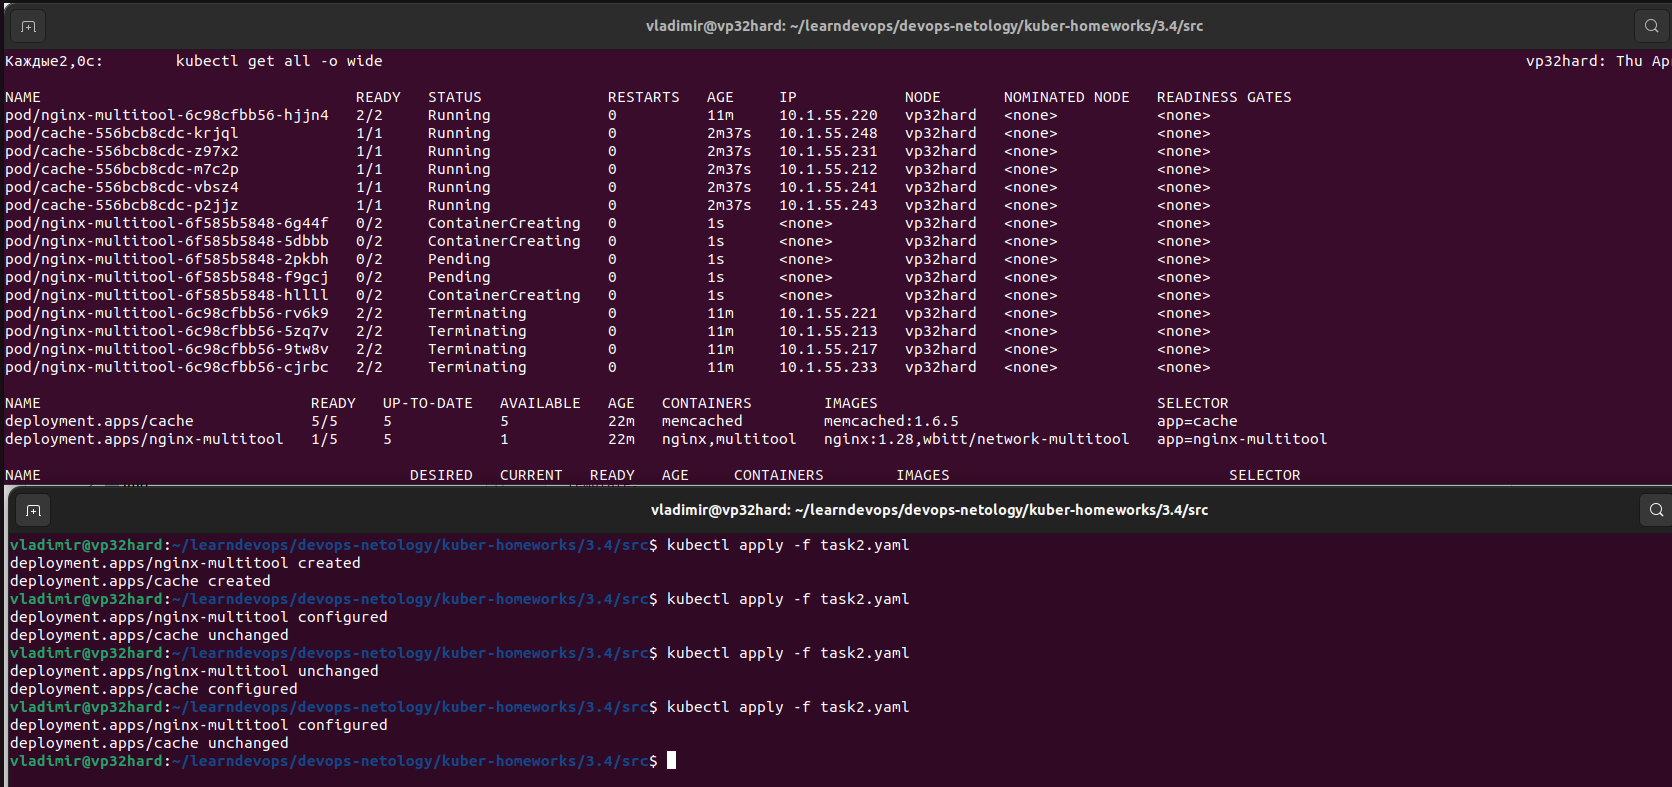 vladimir@vp32hard: ~/learndevops/devops-netology/kuber-homeworks/3.4/src
Каждые2,0с: kubectl get all -o wide vp32hard: Thu Ap
NAME READY STATUS RESTARTS AGE IP NODE NOMINATED NODE READINESS GATES
pod/nginx-multitool-6c98cfbb56-hjjn4 2/2 Running 0 11m 10.1.55.220 vp32hard <none> <none>
pod/cache-556bcb8cdc-krjql 1/1 Running 0 2m37s 10.1.55.248 vp32hard <none> <none>
pod/cache-556bcb8cdc-z97x2 1/1 Running 0 2m37s 10.1.55.231 vp32hard <none> <none>
pod/cache-556bcb8cdc-m7c2p 1/1 Running 0 2m37s 10.1.55.212 vp32hard <none> <none>
pod/cache-556bcb8cdc-vbsz4 1/1 Running 0 2m37s 10.1.55.241 vp32hard <none> <none>
pod/cache-556bcb8cdc-p2jjz 1/1 Running 0 2m37s 10.1.55.243 vp32hard <none> <none>
pod/nginx-multitool-6f585b5848-6g44f 0/2 ContainerCreating 0 1s <none> vp32hard <none> <none>
pod/nginx-multitool-6f585b5848-5dbbb 0/2 ContainerCreating 0 1s <none> vp32hard <none> <none>
pod/nginx-multitool-6f585b5848-2pkbh 0/2 Pending 0 1s <none> vp32hard <none> <none>
pod/nginx-multitool-6f585b5848-f9gcj 0/2 Pending 0 1s <none> vp32hard <none> <none>
pod/nginx-multitool-6f585b5848-hllll 0/2 ContainerCreating 0 1s <none> vp32hard <none> <none>
pod/nginx-multitool-6c98cfbb56-rv6k9 2/2 Terminating 0 11m 10.1.55.221 vp32hard <none> <none>
pod/nginx-multitool-6c98cfbb56-5zq7v 2/2 Terminating 0 11m 10.1.55.213 vp32hard <none> <none>
pod/nginx-multitool-6c98cfbb56-9tw8v 2/2 Terminating 0 11m 10.1.55.217 vp32hard <none> <none>
pod/nginx-multitool-6c98cfbb56-cjrbc 2/2 Terminating 0 11m 10.1.55.233 vp32hard <none> <none>
NAME READY UP-TO-DATE AVAILABLE AGE CONTAINERS IMAGES SELECTOR
deployment.apps/cache 5/5 5 5 22m memcached memcached:1.6.5 app=cache
deployment.apps/nginx-multitool 1/5 5 1 22m nginx,multitool nginx:1.28,wbitt/network-multitool app=nginx-multitool
NAME DESIRED CURRENT READY AGE CONTAINERS IMAGES SELECTOR
vladimir@vp32hard: ~/learndevops/devops-netology/kuber-homeworks/3.4/src
vladimir@vp32hard:~/learndevops/devops-netology/kuber-homeworks/3.4/src$ kubectl apply -f task2.yaml
deployment.apps/nginx-multitool created
deployment.apps/cache created
vladimir@vp32hard:~/learndevops/devops-netology/kuber-homeworks/3.4/src$ kubectl apply -f task2.yaml
deployment.apps/nginx-multitool configured
deployment.apps/cache unchanged
vladimir@vp32hard:~/learndevops/devops-netology/kuber-homeworks/3.4/src$ kubectl apply -f task2.yaml
deployment.apps/nginx-multitool unchanged
deployment.apps/cache configured
vladimir@vp32hard:~/learndevops/devops-netology/kuber-homeworks/3.4/src$ kubectl apply -f task2.yaml
deployment.apps/nginx-multitool configured
deployment.apps/cache unchanged
vladimir@vp32hard:~/learndevops/devops-netology/kuber-homeworks/3.4/src$